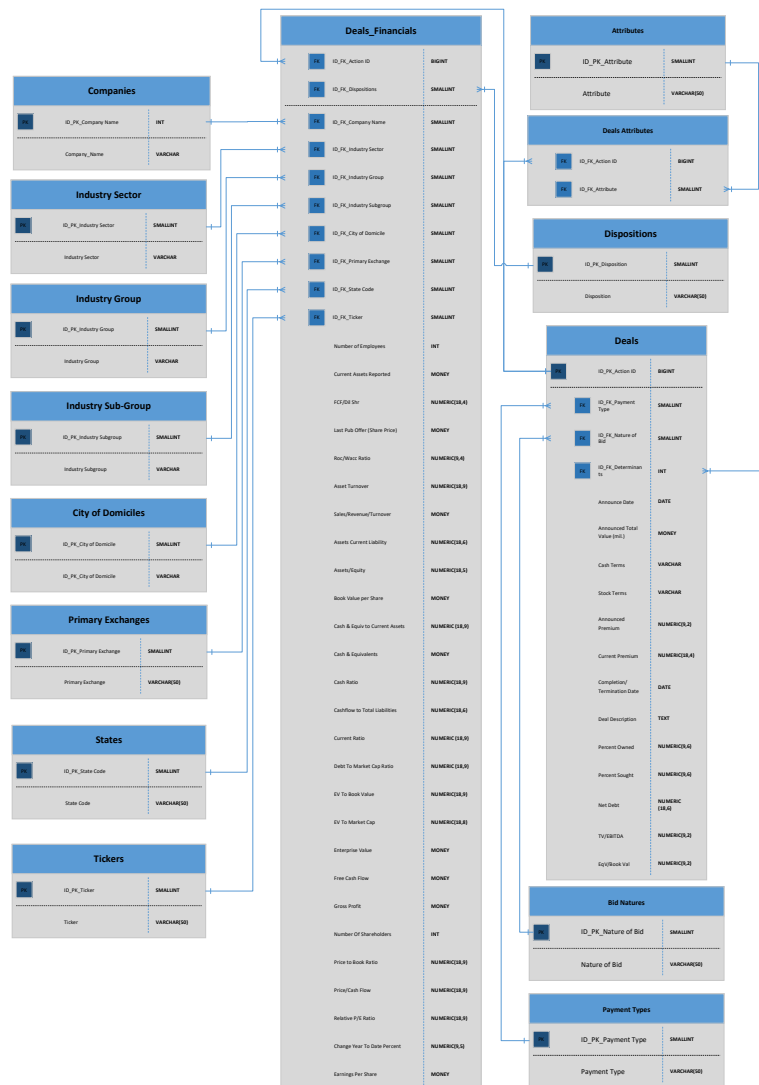 Companies
PK ID_PK_Company Name INT
Company_Name VARCHAR
Industry Sector
PK ID_PK_Industry Sector SMALLINT
Industry Sector VARCHAR
Industry Group
PK ID_PK_Industry Group SMALLINT
Industry Group VARCHAR
Industry Sub-Group
PK ID_PK_Industry Subgroup SMALLINT
Industry Subgroup VARCHAR
City of Domiciles
PK ID_PK_City of Domicile SMALLINT
ID_PK_City of Domicile VARCHAR
Primary Exchanges
PK ID_PK_Primary Exchange SMALLINT
Primary Exchange VARCHAR(50)
States
PK ID_PK_State Code SMALLINT
State Code VARCHAR(50)
Tickers
PK ID_PK_Ticker SMALLINT
Ticker VARCHAR(50)
Deals_Financials
FK ID_FK_Action ID BIGINT
FK ID_FK_Dispositions SMALLINT
FK ID_FK_Company Name SMALLINT
FK ID_FK_Industry Sector SMALLINT
FK ID_FK_Industry Group SMALLINT
FK ID_FK_Industry Subgroup SMALLINT
FK ID_FK_City of Domicile SMALLINT
FK ID_FK_Primary Exchange SMALLINT
FK ID_FK_State Code SMALLINT
FK ID_FK_Ticker SMALLINT
Number of Employees INT
Current Assets Reported MONEY
FCF/Dil Shr NUMERIC(18,4)
Last Pub Offer (Share Price) MONEY
Roc/Wacc Ratio NUMERIC(9,4)
Asset Turnover NUMERIC(18,9)
Sales/Revenue/Turnover MONEY
Assets Current Liability NUMERIC(18,6)
Assets/Equity NUMERIC(18,5)
Book Value per Share MONEY
Cash & Equiv to Current Assets NUMERIC (18,9)
Cash & Equivalents MONEY
Cash Ratio NUMERIC(18,9)
Cashflow to Total Liabilities NUMERIC(18,6)
Current Ratio NUMERIC (18,9)
Debt To Market Cap Ratio NUMERIC (18,9)
EV To Book Value NUMERIC(18,9)
EV To Market Cap NUMERIC(18,8)
Enterprise Value MONEY
Free Cash Flow MONEY
Gross Profit MONEY
Number Of Shareholders INT
Price to Book Ratio NUMERIC(18,9)
Price/Cash Flow NUMERIC(18,9)
Relative P/E Ratio NUMERIC(18,9)
Change Year To Date Percent NUMERIC(9,5)
Earnings Per Share MONEY
Attributes
PK ID_PK_Attribute SMALLINT
Attribute VARCHAR(50)
Deals Attributes
FK ID_FK_Action ID BIGINT
FK ID_FK_Attribute SMALLINT
Dispositions
PK ID_PK_Disposition SMALLINT
Disposition VARCHAR(50)
Deals
PK ID_PK_Action ID BIGINT
FK ID_FK_Payment
Type SMALLINT
FK ID_FK_Nature of
Bid SMALLINT
FK ID_FK_Determinan
ts INT
Announce Date DATE
Announced Total
Value (mil.) MONEY
Cash Terms VARCHAR
Stock Terms VARCHAR
Announced
Premium NUMERIC(9,2)
Current Premium NUMERIC(18,4)
Completion/
Termination Date DATE
Deal Description TEXT
Percent Owned NUMERIC(9,6)
Percent Sought NUMERIC(9,6)
Net Debt NUMERIC
(18,6)
TV/EBITDA NUMERIC(9,2)
EqV/Book Val NUMERIC(9,2)
Bid Natures
PK ID_PK_Nature of Bid SMALLINT
Nature of Bid VARCHAR(50)
Payment Types
PK ID_PK_Payment Type SMALLINT
Payment Type VARCHAR(50)